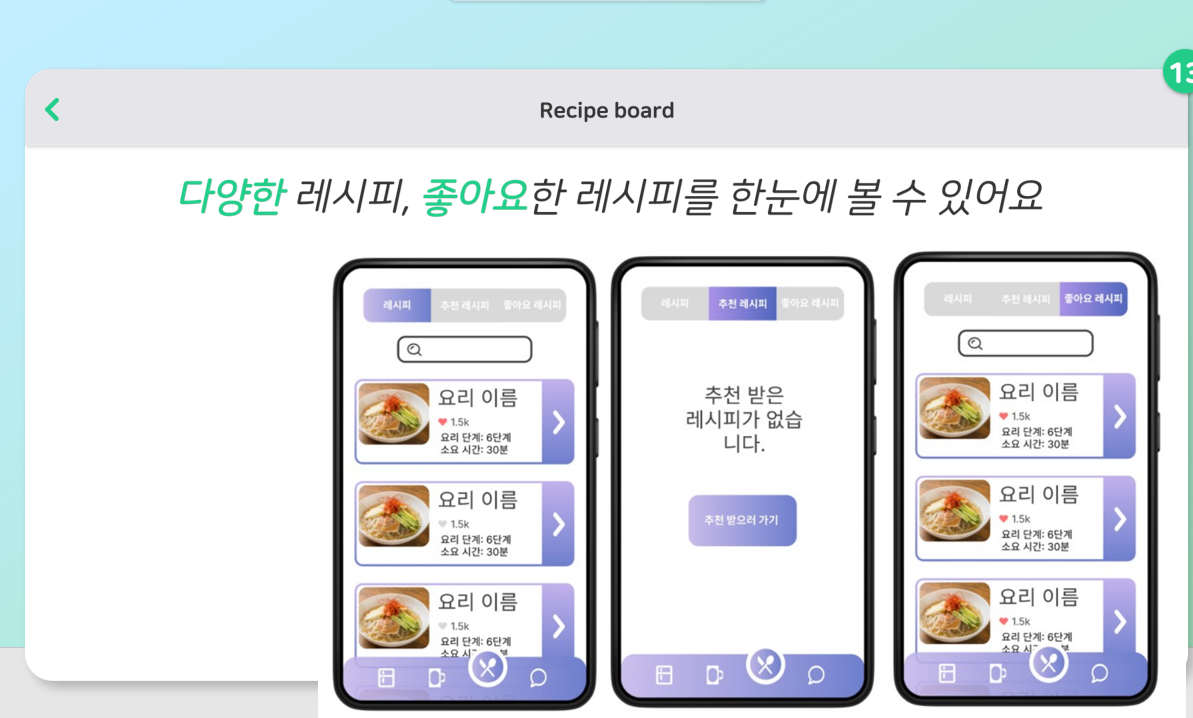 13
Recipe board
다양한 레시피, 좋아요한 레시피를 한눈에 볼 수 있어요
레시피 추천 레시피 좋아요 레시피
요리 이름
1.5k
요리 단계: 6단계
소요 시간: 30분
요리 이름
1.5k
요리 단계: 6단계
소요 시간: 30분
요리 이름
1.5k
요리 단계: 6단계
소요
레시피 추천 레시피 좋아요 레시피
추천 받은
레시피가 없습
니다.
추천 받으러 가기
레시피 추천 레시피 좋아요 레시피
요리 이름
1.5k
요리 단계: 6단계
소요 시간: 30분
요리 이름
1.5k
요리 단계: 6단계
소요 시간: 30분
요리 이름
1.5k
요리 단계: 6단계
소요